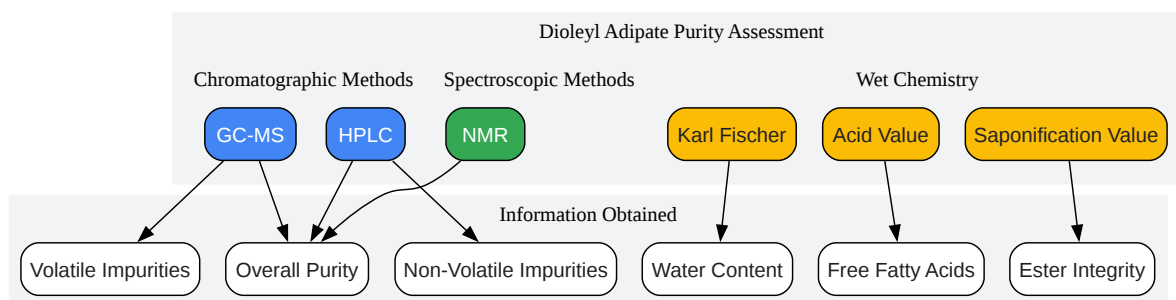 Dioleyl Adipate Purity Assessment
Chromatographic Methods
Spectroscopic Methods
Wet Chemistry
GC-MS
HPLC
NMR
Karl Fischer
Acid Value
Saponification Value
Information Obtained
Volatile Impurities
Overall Purity
Non-Volatile Impurities
Water Content
Free Fatty Acids
Ester Integrity